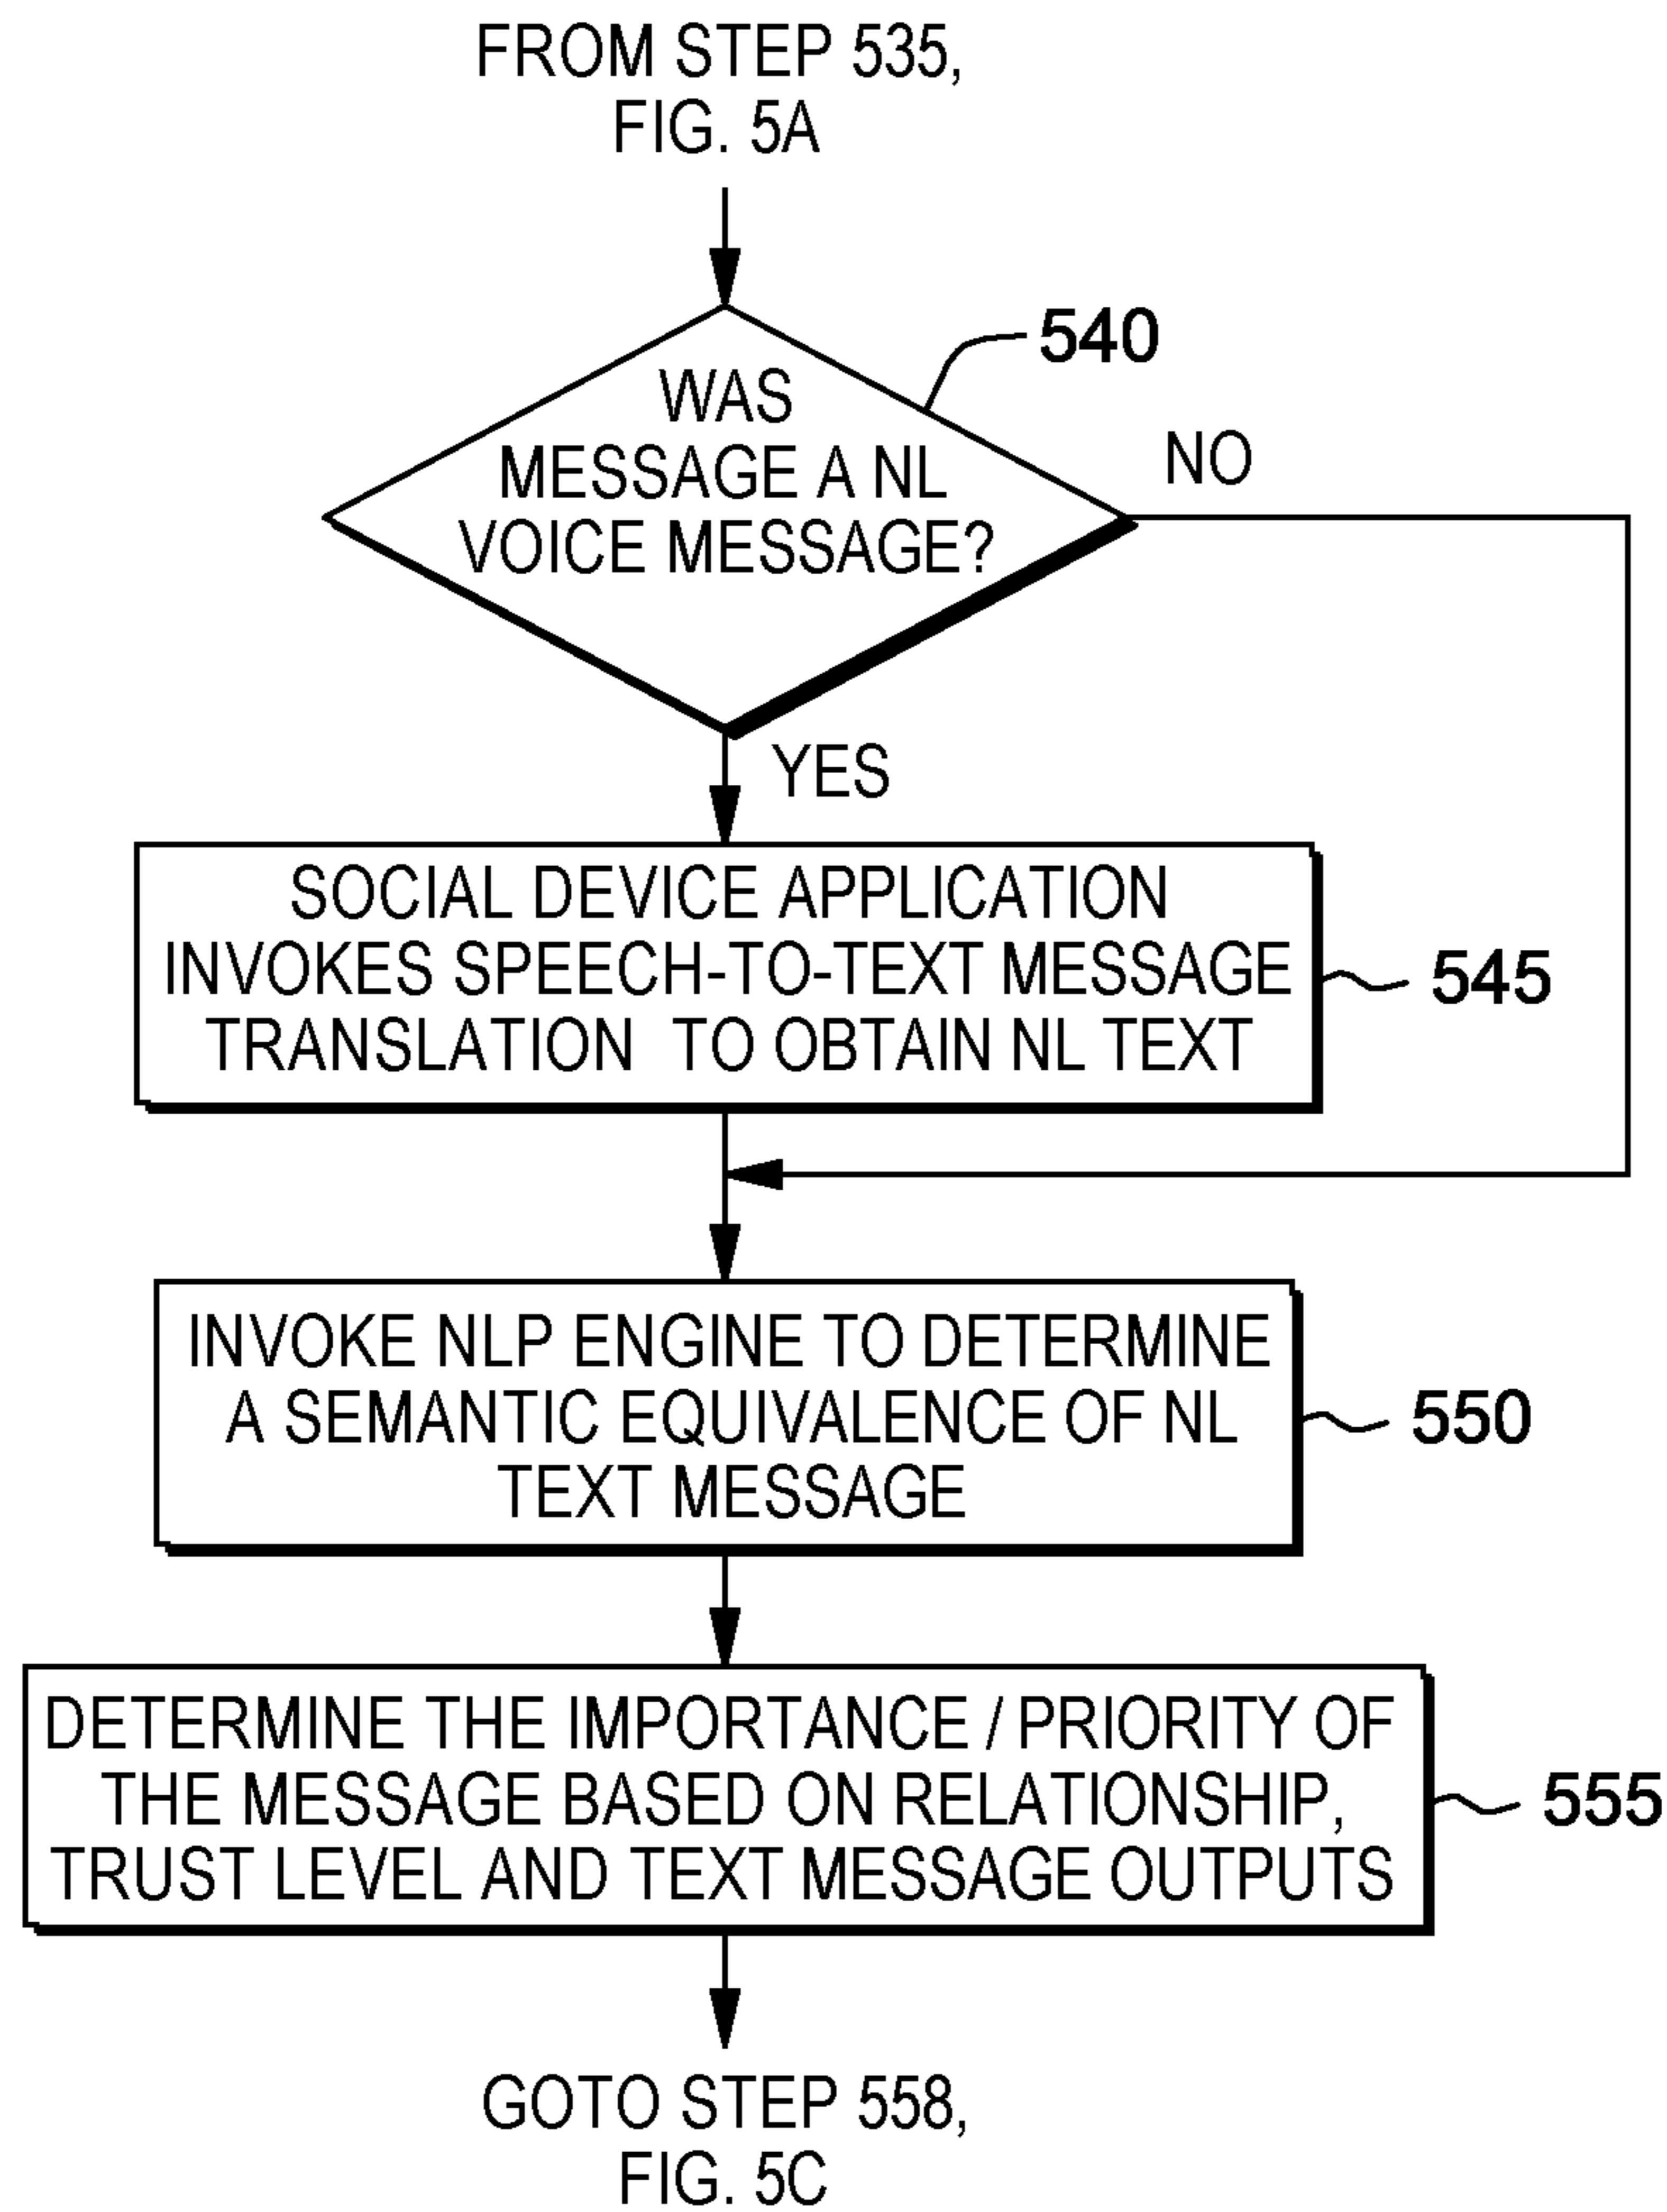 FROM STEP 535,
FIG. 5A
540
WAS
MESSAGE A NL
VOICE MESSAGE?
NO
YES
SOCIAL DEVICE APPLICATION
INVOKES SPEECH-TO-TEXT MESSAGE
TRANSLATION TO OBTAIN NL TEXT
545
INVOKE NLP ENGINE TO DETERMINE
A SEMANTIC EQUIVALENCE OF NL
TEXT MESSAGE
550
DETERMINE THE IMPORTANCE / PRIORITY OF
THE MESSAGE BASED ON RELATIONSHIP,
TRUST LEVEL AND TEXT MESSAGE OUTPUTS
555
GOTO STEP 558,
FIG. 5C